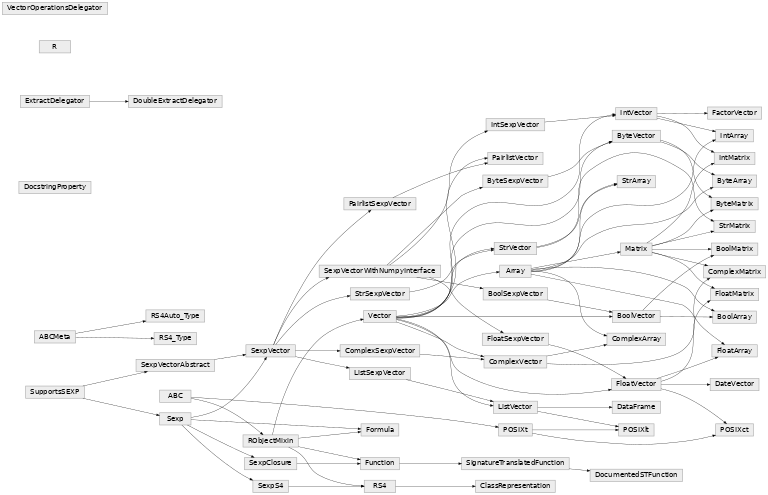 VectorOperationsDelegator
R
ExtractDelegator
DoubleExtractDelegator
DocstringProperty
IntVector
FactorVector
IntSexpVector
IntArray
ByteVector
PairlistVector
IntMatrix
ByteSexpVector
StrArray
ByteArray
PairlistSexpVector
ByteMatrix
StrMatrix
StrVector
Matrix
BoolMatrix
SexpVectorWithNumpyInterface
Array
ComplexMatrix
StrSexpVector
BoolSexpVector
FloatMatrix
RS4Auto_Type
Vector
BoolVector
BoolArray
ABCMeta
RS4_Type
FloatSexpVector
ComplexArray
SexpVector
ComplexSexpVector
FloatArray
SexpVectorAbstract
ComplexVector
ListSexpVector
FloatVector
DateVector
SupportsSEXP
ABC
ListVector
DataFrame
Sexp
Formula
POSIXt
POSIXlt
POSIXct
RObjectMixin
SexpClosure
Function
SignatureTranslatedFunction
DocumentedSTFunction
SexpS4
RS4
ClassRepresentation